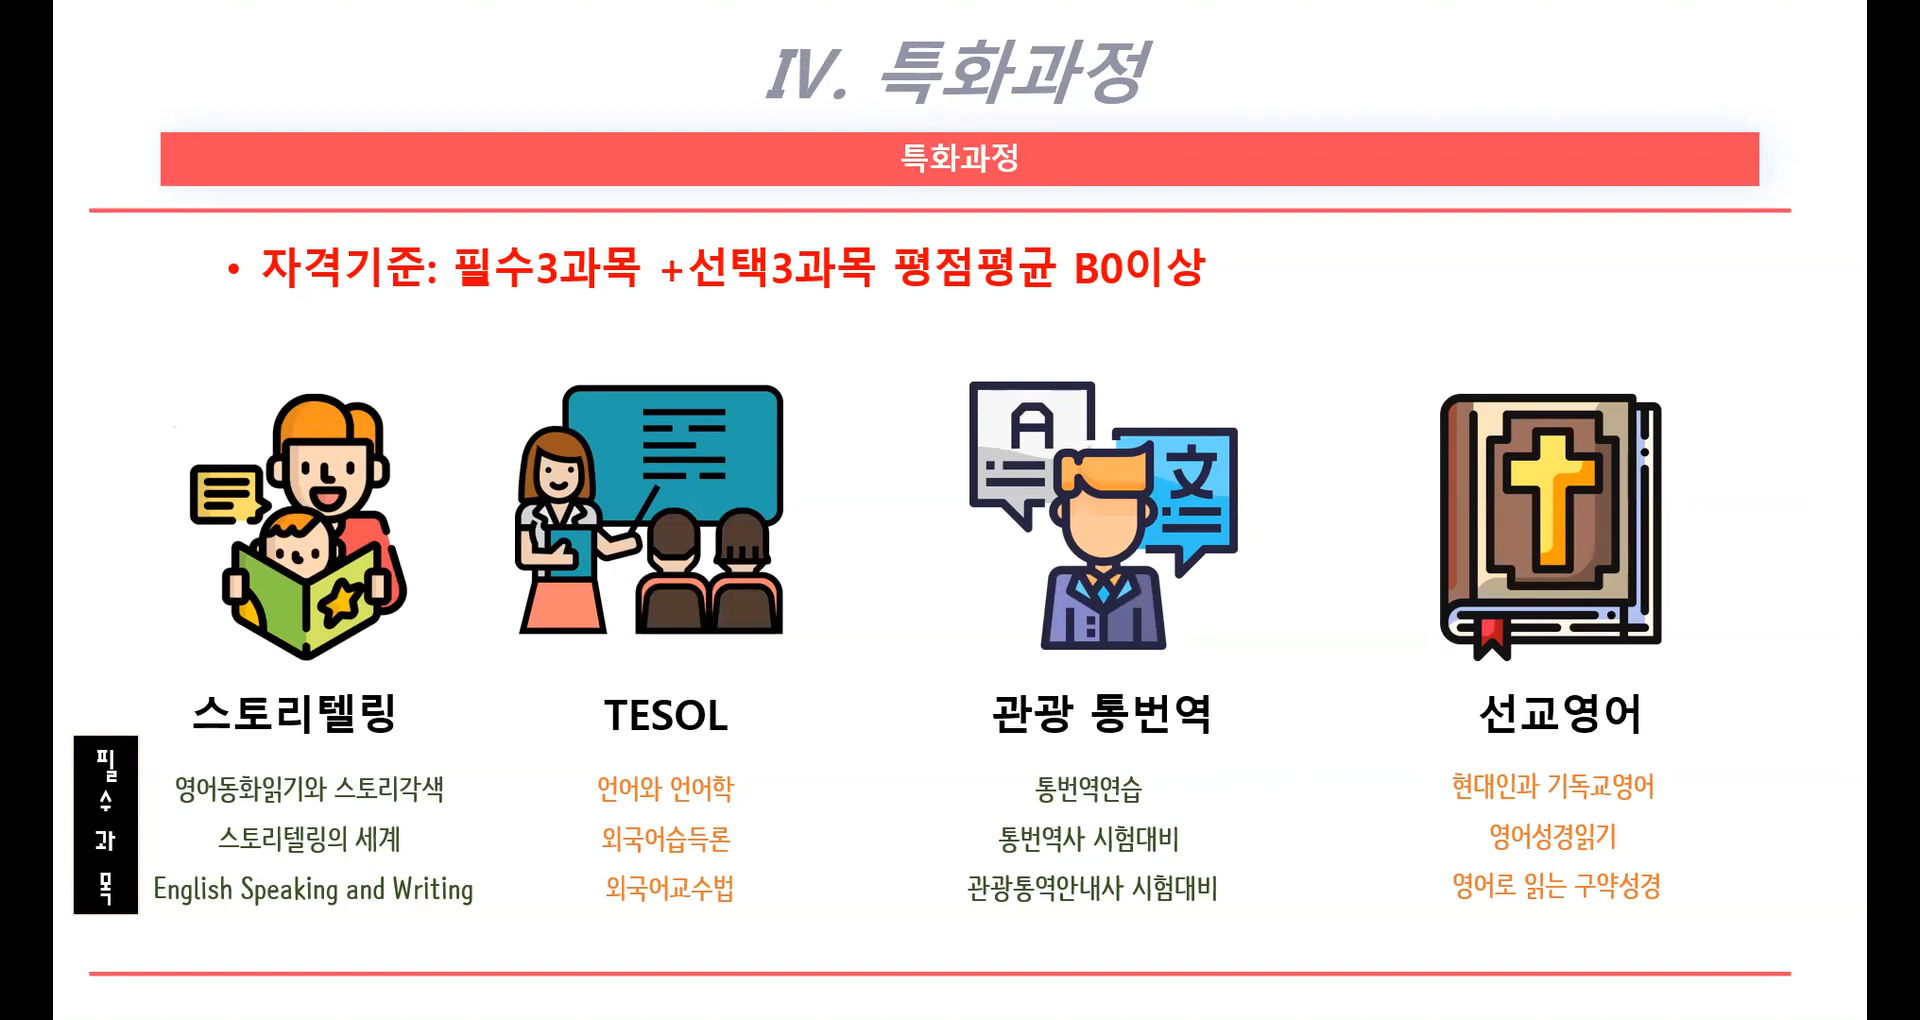 IV. 특화과정
특화과정
• 자격기준: 필수3과목 +선택3과목 평점평균 B0이상
A
文
스토리텔링
TESOL
관광 통번역
선교영어
필수과목
영어동화읽기와 스토리각색
스토리텔링의 세계
English Speaking and Writing
언어와 언어학
외국어습득론
외국어교수법
통번역연습
통번역사 시험대비
관광통역안내사 시험대비
현대인과 기독교영어
영어성경읽기
영어로 읽는 구약성경